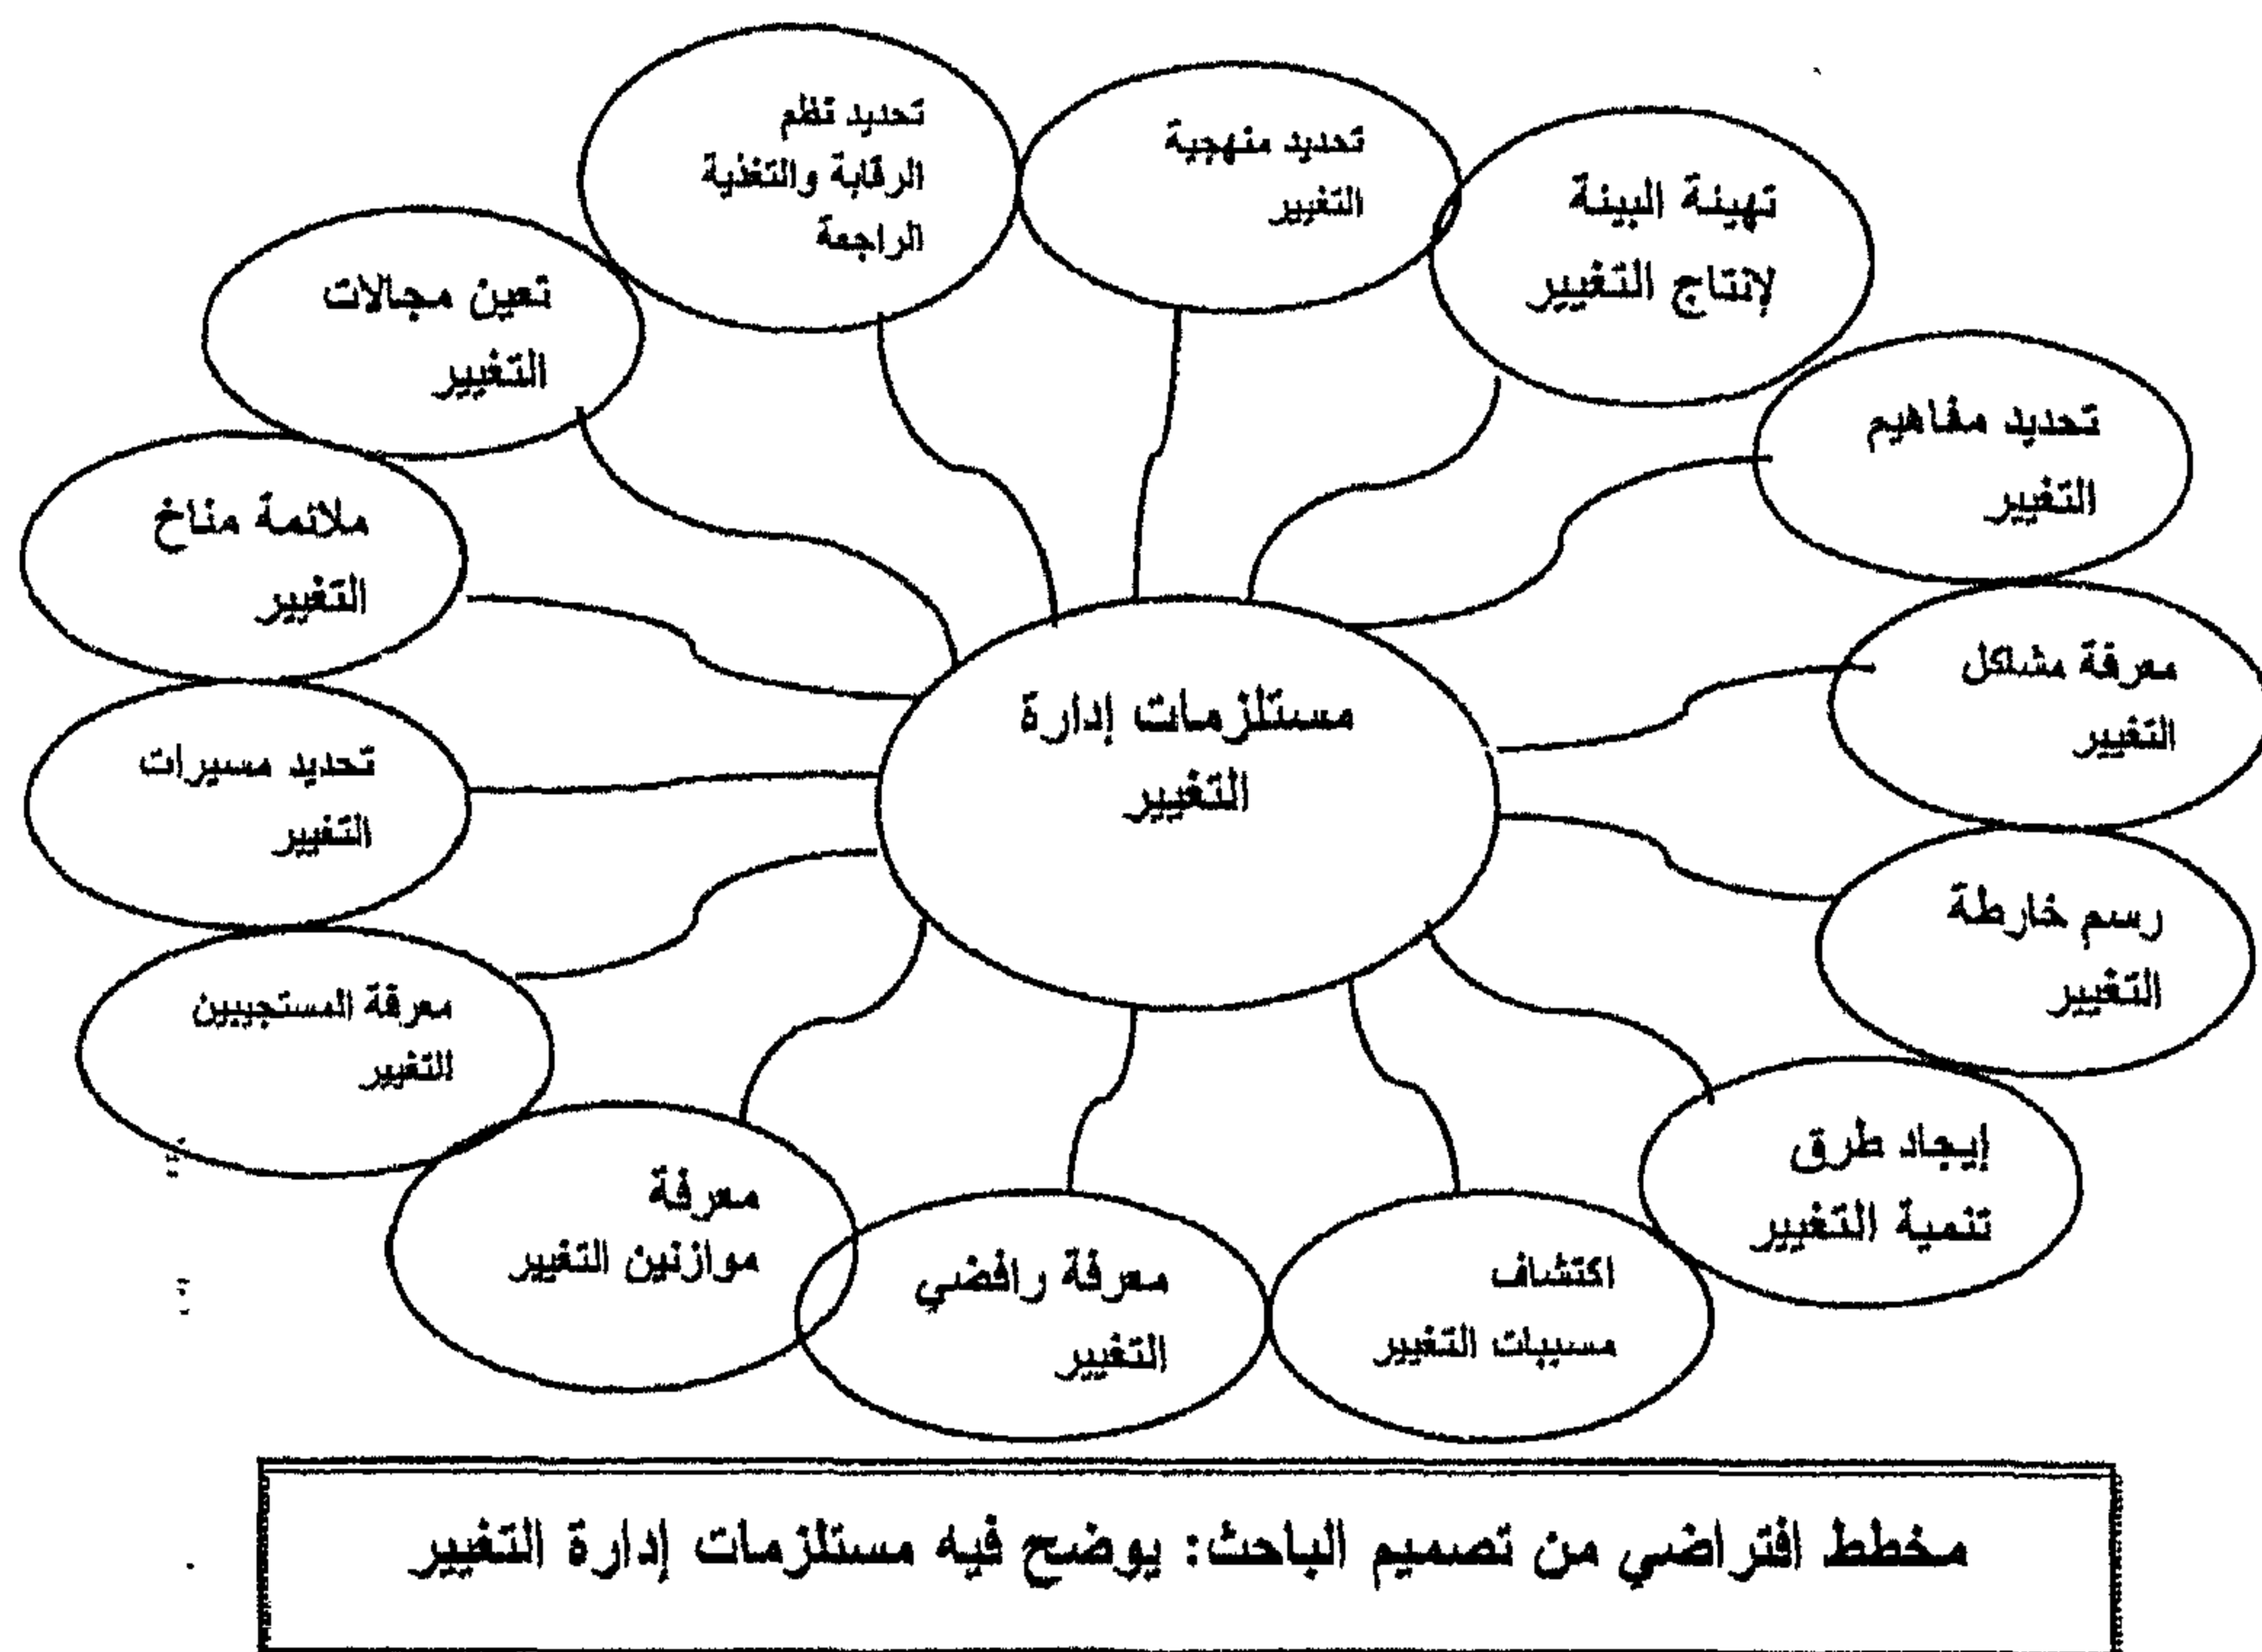 تحديد نظم
الرقابة والتغذية
الراجعة
تحديد منهجية
التغيير
تهيئة البيئة
لإنتاج التغيير
تحديد مفاهيم
التغيير
معرفة مشاكل
التغيير
رسم خارطة
التغيير
إيجاد طرق
تنمية التغيير
اكتشاف
مسببات التغيير
معرفة رافضي
التغيير
معرفة
موازنين التغيير
معرفة المستجيبين
للتغيير
تحديد مسيرات
التغيير
ملائمة مناخ
التغيير
تعين مجالات
التغيير
مستلزمات إدارة
التغيير
مخطط افتراضي من تصميم الباحث: يوضح فيه مستلزمات إدارة التغيير